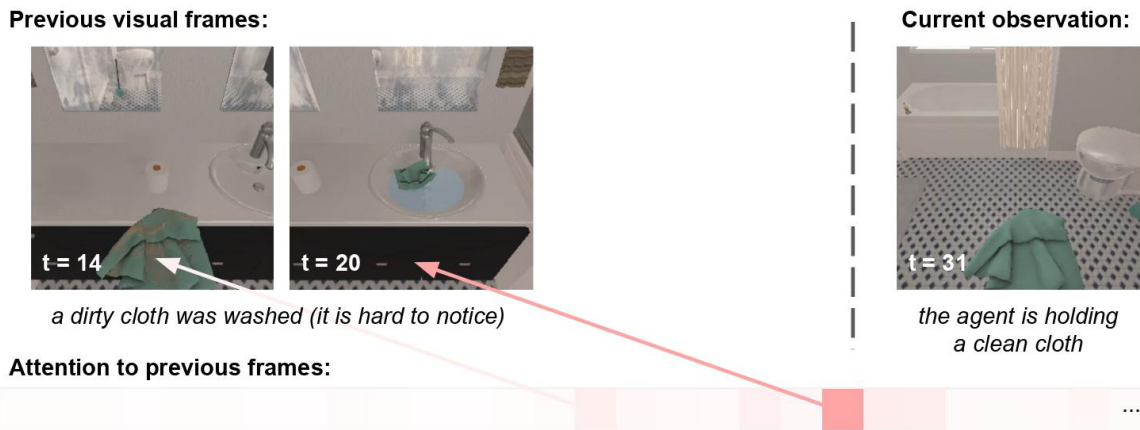 Previous visual frames:
Current observation:
t = 14
t = 20
t = 31
a dirty cloth was washed (it is hard to notice)
the agent is holding
a clean cloth
Attention to previous frames:
...